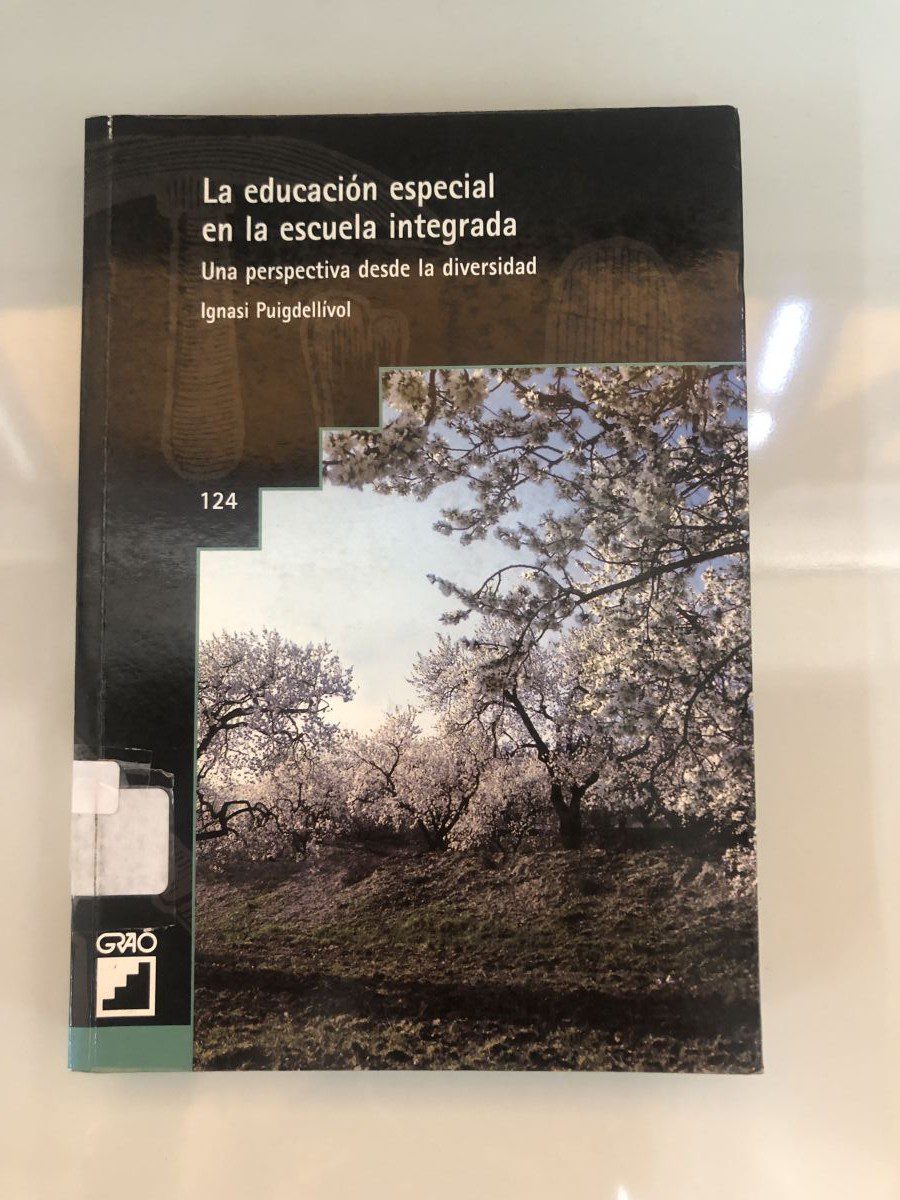 La educación especial
en la escuela integrada
Una perspectiva desde la diversidad
Ignasi Puigdellívol
124
GRAÓ